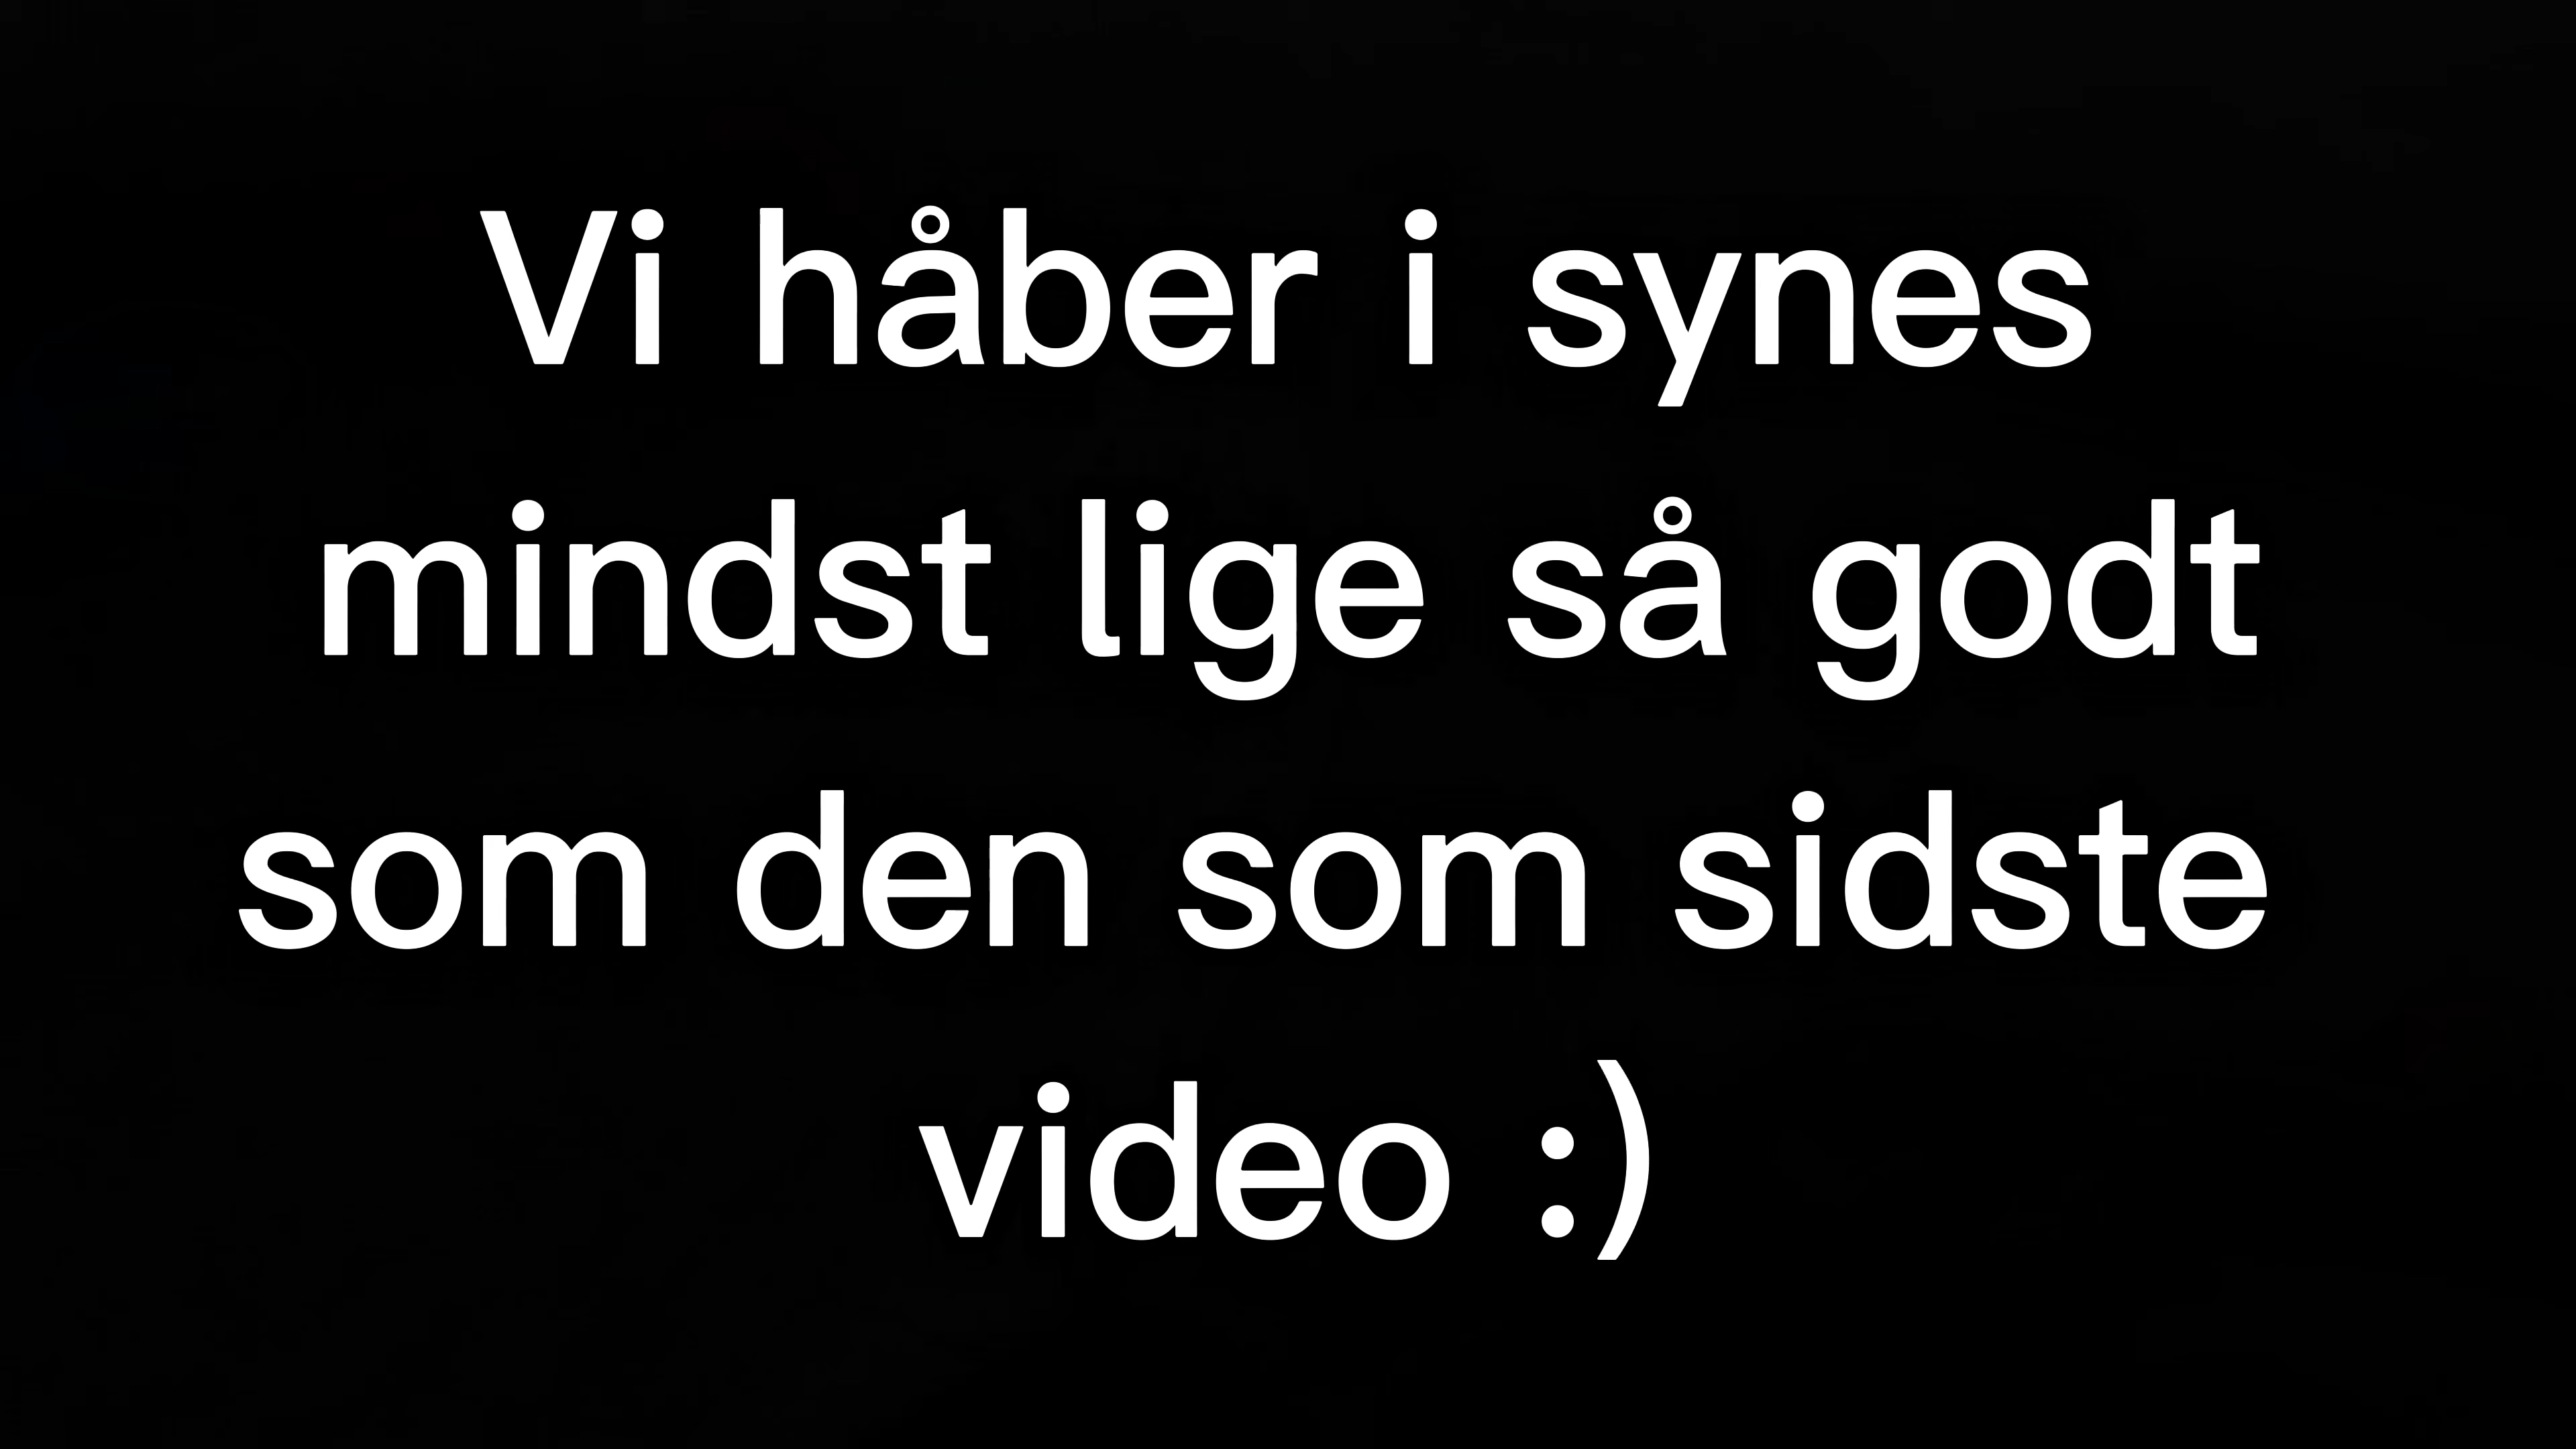 Vi håber i synes
mindst lige så godt
som den som sidste
video :)